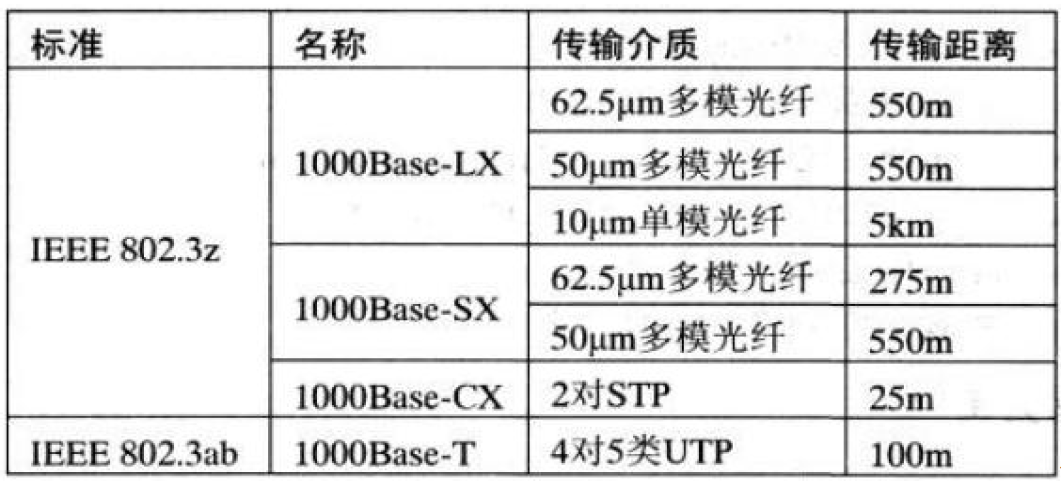 标准 名称 传输介质 传输距离
IEEE 802.3z 1000Base-LX 62.5μm多模光纤 550m
50μm多模光纤 550m
10μm单模光纤 5km
1000Base-SX 62.5μm多模光纤 275m
50μm多模光纤 550m
1000Base-CX 2对STP 25m
IEEE 802.3ab 1000Base-T 4对5类UTP 100m